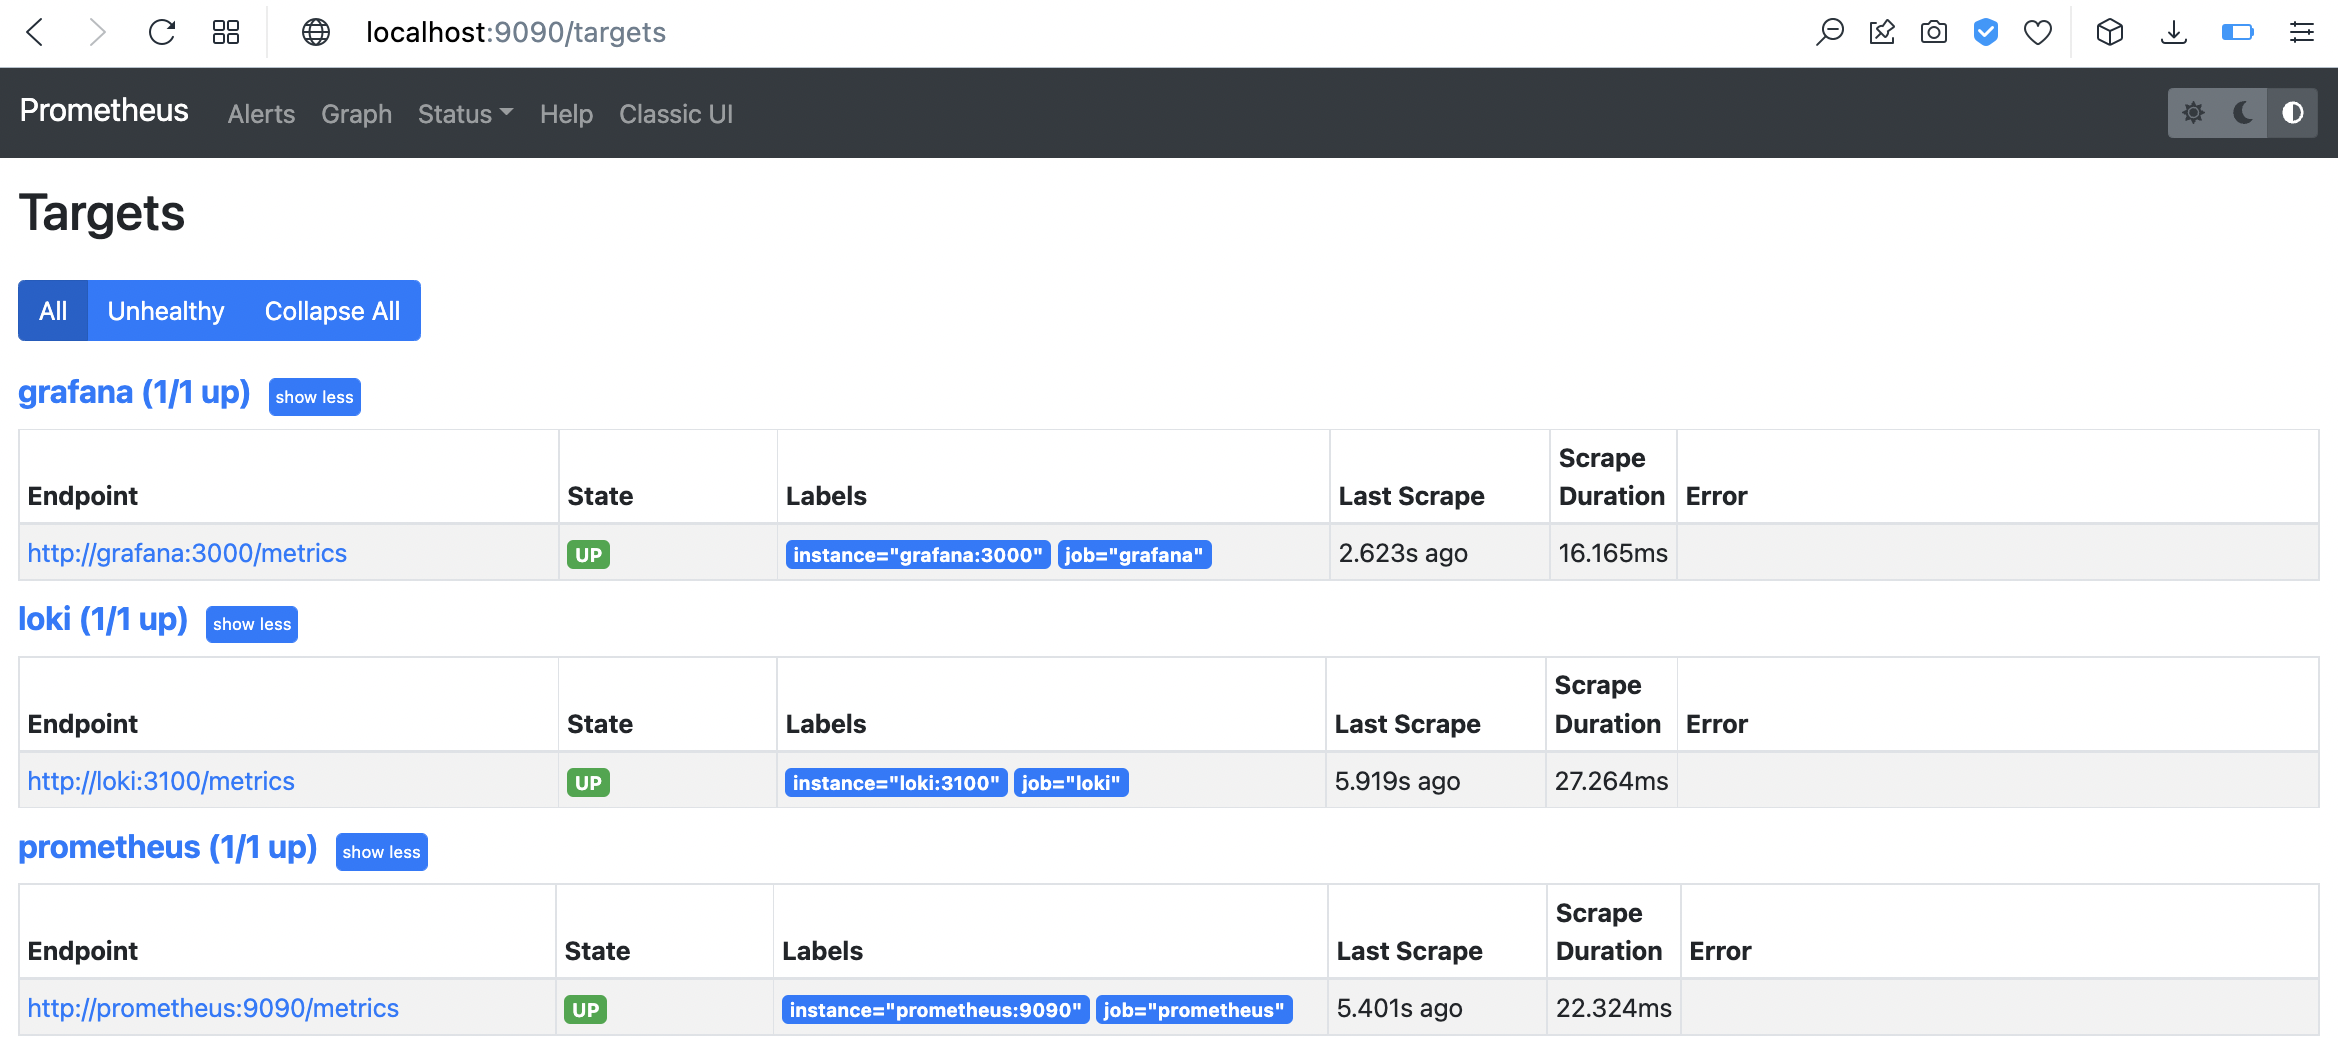 localhost:9090/targets
Prometheus Alerts Graph Status Help Classic UI
Targets
All Unhealthy Collapse All
grafana (1/1 up) show less
Endpoint State Labels Last Scrape Scrape Duration Error
http://grafana:3000/metrics UP instance="grafana:3000" job="grafana" 2.623s ago 16.165ms
loki (1/1 up) show less
Endpoint State Labels Last Scrape Scrape Duration Error
http://loki:3100/metrics UP instance="loki:3100" job="loki" 5.919s ago 27.264ms
prometheus (1/1 up) show less
Endpoint State Labels Last Scrape Scrape Duration Error
http://prometheus:9090/metrics UP instance="prometheus:9090" job="prometheus" 5.401s ago 22.324ms